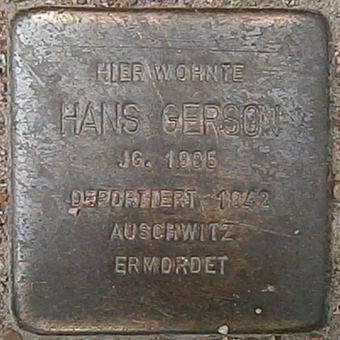 HIER WOHNTE
HANS GERSON
JG. 1905
DEPORTIERT 1942
AUSCHWITZ
ERMORDET